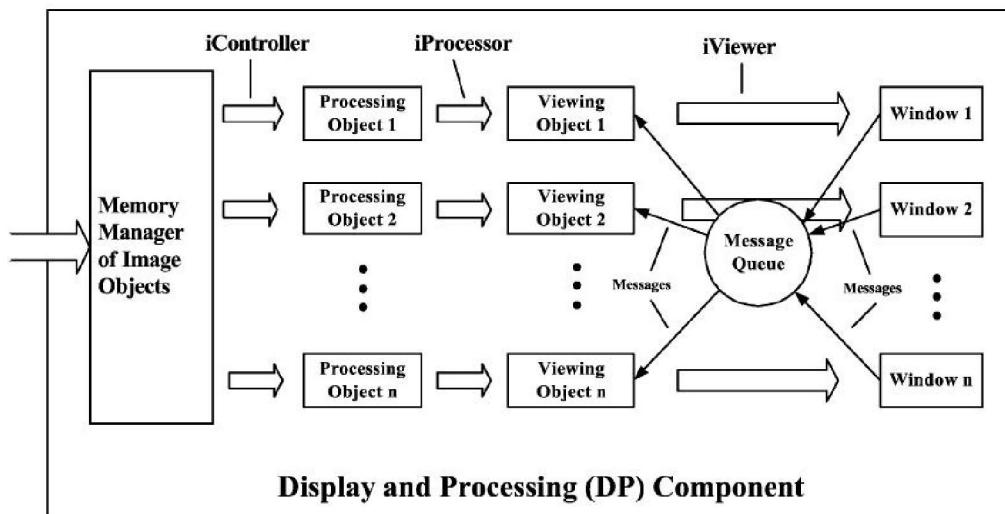 iController
iProcessor
iViewer
Memory
Manager
of Image
Objects
Processing
Object 1
Viewing
Object 1
Window 1
Processing
Object 2
Viewing
Object 2
Window 2
Message
Queue
Messages
Messages
Processing
Object n
Viewing
Object n
Window n
Display and Processing (DP) Component